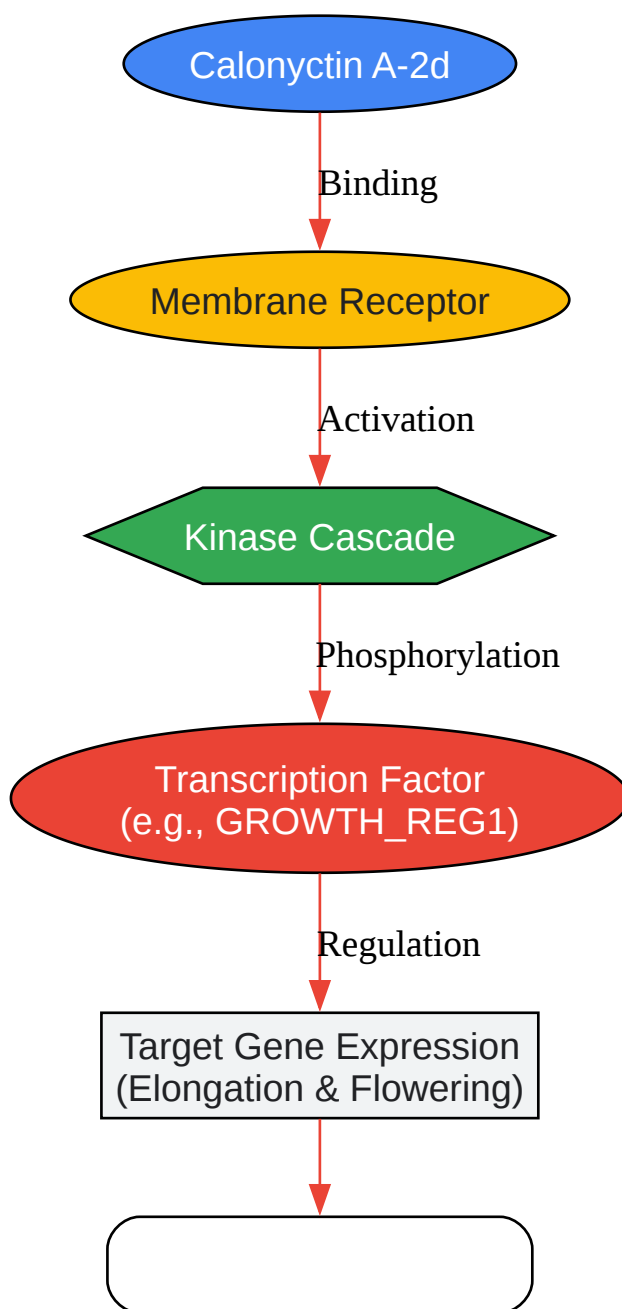 Calonyctin A-2d
Binding
Membrane Receptor
Activation
Kinase Cascade
Phosphorylation
Transcription Factor
(e.g., GROWTH_REG1)
Regulation
Target Gene Expression
(Elongation & Flowering)